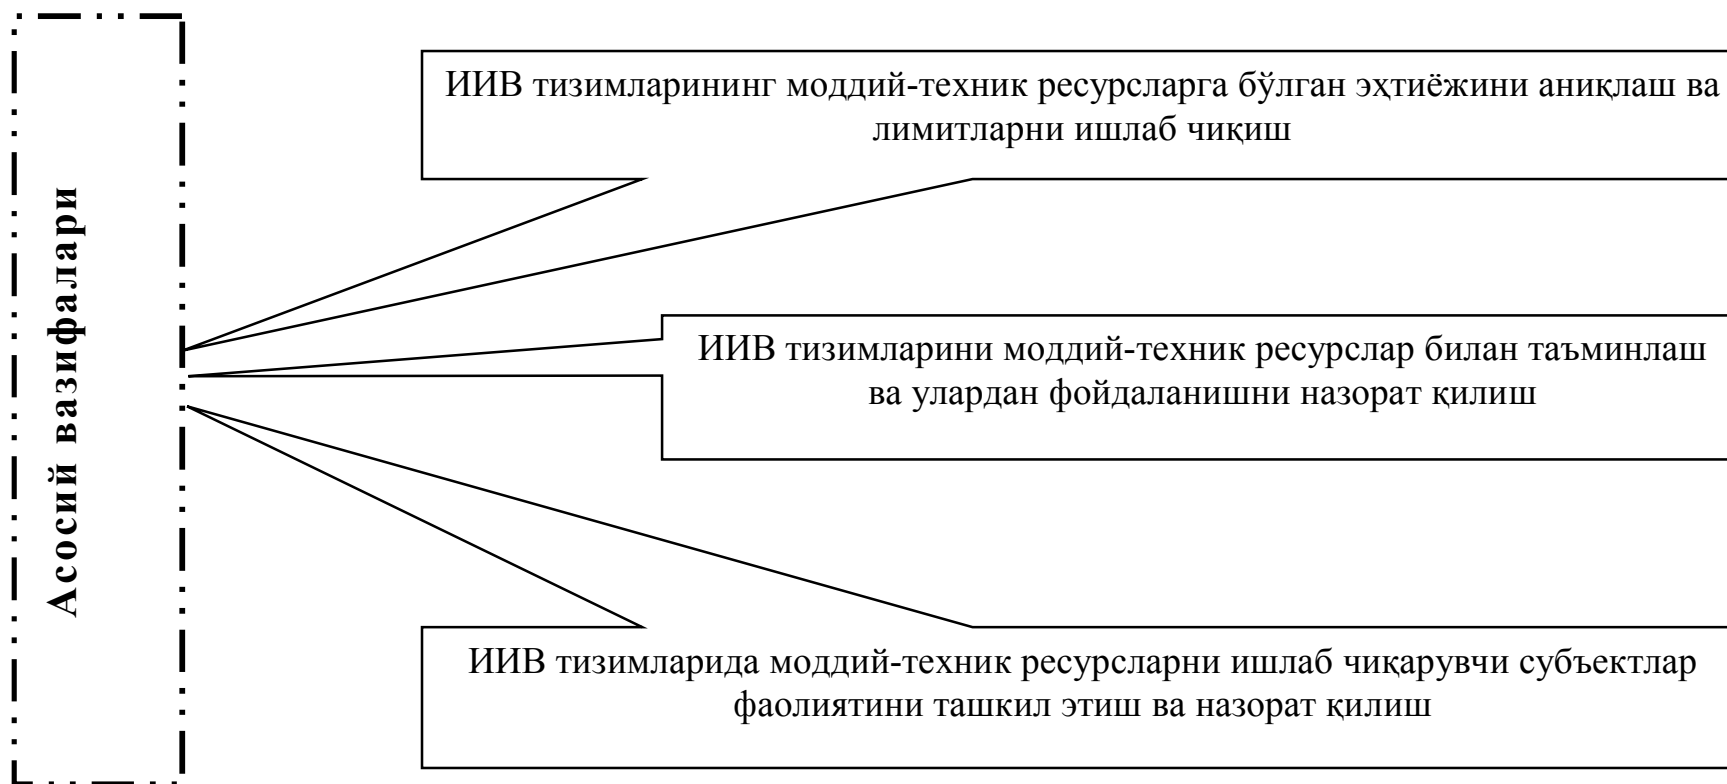 Асосий вазифалари
ИИВ тизимларининг моддий-техник ресурсларга бўлган эҳтиёжини аниқлаш ва
лимитларни ишлаб чиқиш
ИИВ тизимларини моддий-техник ресурслар билан таъминлаш
ва улардан фойдаланишни назорат қилиш
ИИВ тизимларида моддий-техник ресурсларни ишлаб чиқарувчи субъектлар
фаолиятини ташкил этиш ва назорат қилиш